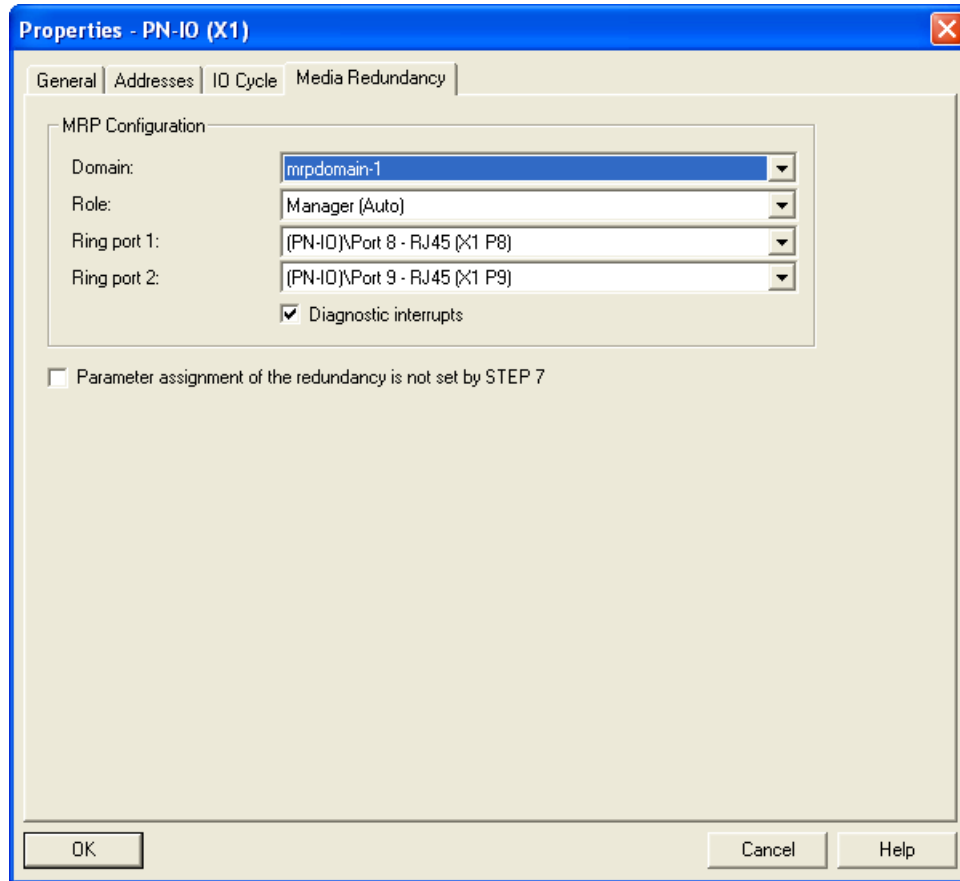 Properties - PN-IO (X1)
General Addresses IO Cycle Media Redundancy
MRP Configuration
Domain: mrpdomain-1
Role: Manager (Auto)
Ring port 1: (PN-IO)\Port 8 - RJ45 (X1 P8)
Ring port 2: (PN-IO)\Port 9 - RJ45 (X1 P9)
Diagnostic interrupts
Parameter assignment of the redundancy is not set by STEP 7
OK Cancel Help